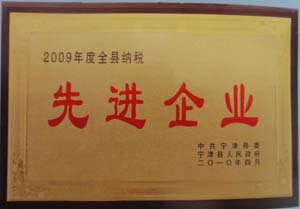 2009年度全县纳税
先进企业
中共宁津县委
宁津县人民政府
二〇一〇年四月